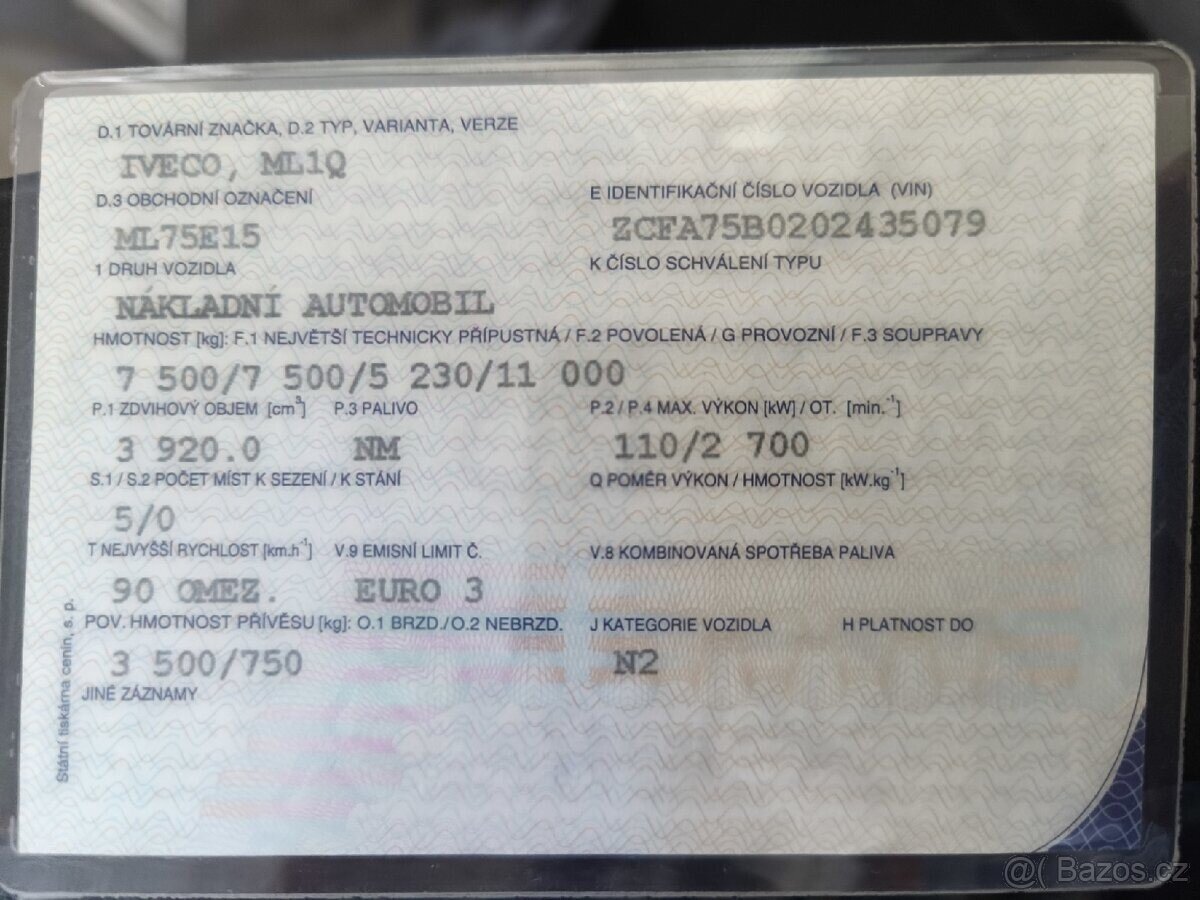 D.1 TOVÁRNÍ ZNAČKA, D.2 TYP, VARIANTA, VERZE
IVECO, ML1Q
D.3 OBCHODNÍ OZNAČENÍ
E IDENTIFIKAČNÍ ČÍSLO VOZIDLA (VIN)
ML75E15
ZCFA75B0202435079
1 DRUH VOZIDLA
K ČÍSLO SCHVÁLENÍ TYPU
NÁKLADNÍ AUTOMOBIL
HMOTNOST [kg]: F.1 NEJVĚTŠÍ TECHNICKY PŘÍPUSTNÁ / F.2 POVOLENÁ / G PROVOZNÍ / F.3 SOUPRAVY
7 500/7 500/5 230/11 000
P.1 ZDVIHOVÝ OBJEM [cm³] P.3 PALIVO P.2 / P.4 MAX. VÝKON [kW] / OT. [min.⁻¹]
3 920.0 NM 110/2 700
S.1 / S.2 POČET MÍST K SEZENÍ / K STÁNÍ Q POMĚR VÝKON / HMOTNOST [kW.kg⁻¹]
5/0
T NEJVYŠŠÍ RYCHLOST [km.h⁻¹] V.9 EMISNÍ LIMIT Č. V.8 KOMBINOVANÁ SPOTŘEBA PALIVA
90 OMEZ. EURO 3
POV. HMOTNOST PŘÍVĚSU [kg]: O.1 BRZD./O.2 NEBRZD. J KATEGORIE VOZIDLA H PLATNOST DO
3 500/750 N2
JINÉ ZÁZNAMY
Státní tiskárna cenin, s. p.
@( Bazos.cz